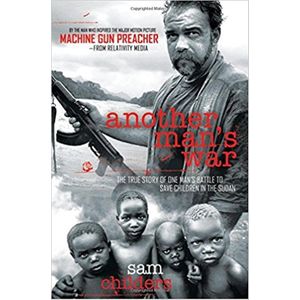 BY THE MAN WHO INSPIRED THE MAJOR MOTION PICTURE
MACHINE GUN PREACHER
—FROM RELATIVITY MEDIA
another
man's
war
THE TRUE STORY OF ONE MAN'S BATTLE TO
SAVE CHILDREN IN THE SUDAN
sam
childers